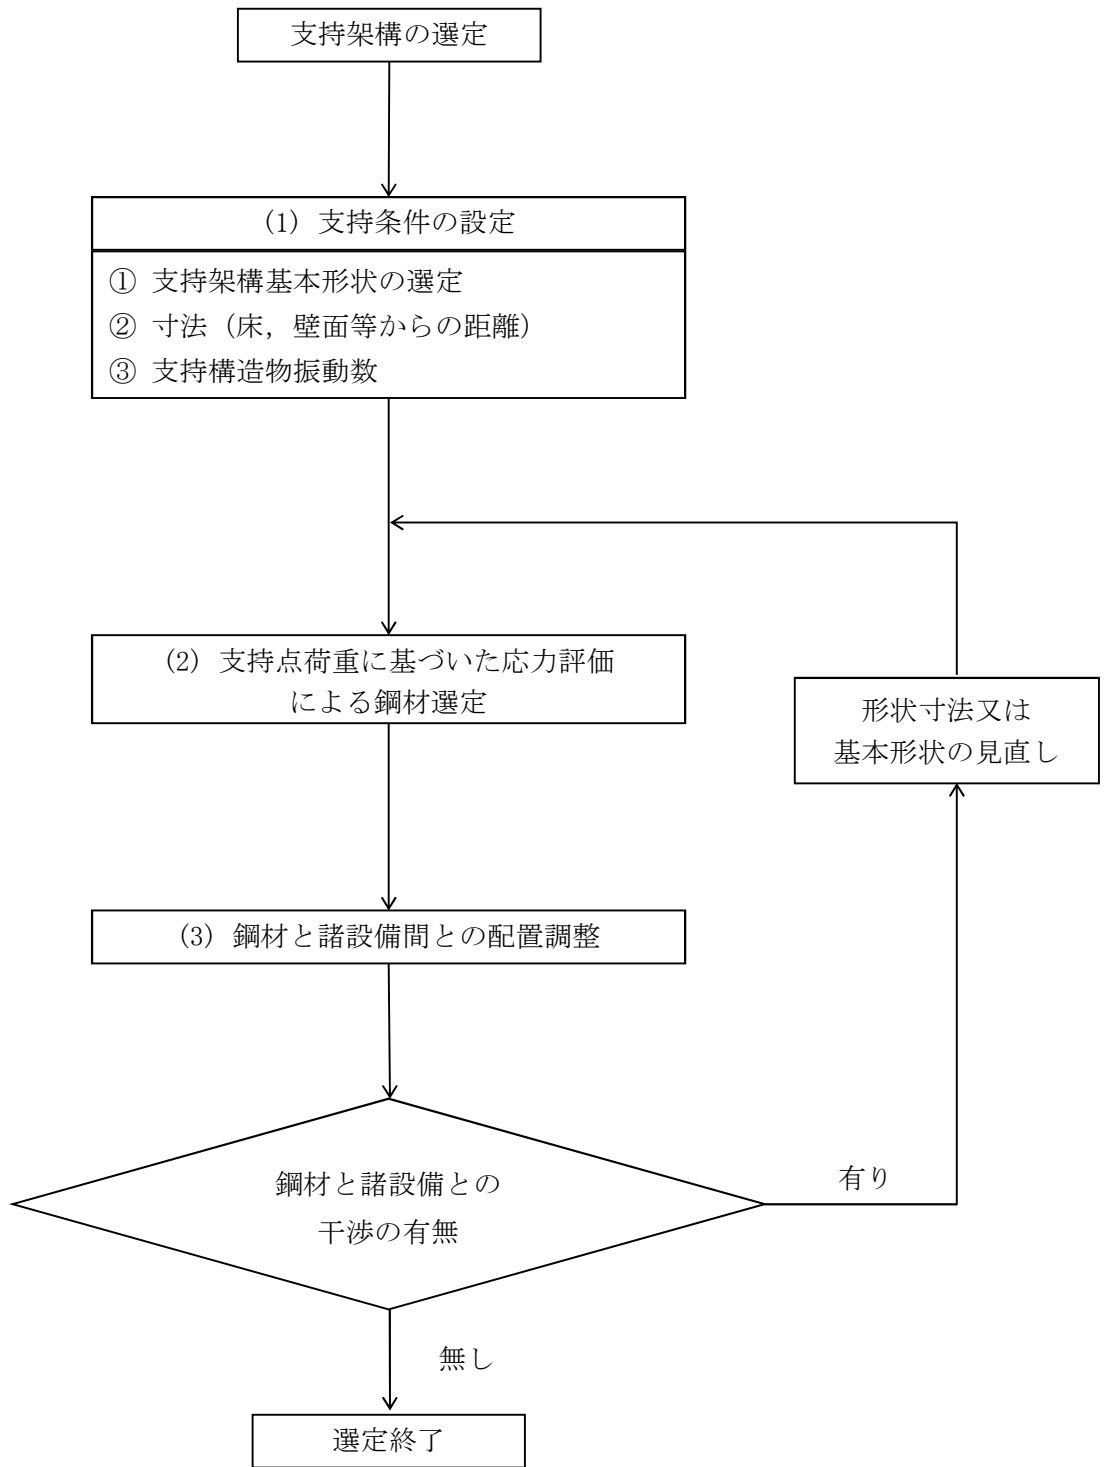 支持架構の選定
(1) 支持条件の設定
① 支持架構基本形状の選定
② 寸法（床，壁面等からの距離）
③ 支持構造物振動数
(2) 支持点荷重に基づいた応力評価
による鋼材選定
形状寸法又は
基本形状の見直し
(3) 鋼材と諸設備間との配置調整
鋼材と諸設備との
干渉の有無
有り
無し
選定終了